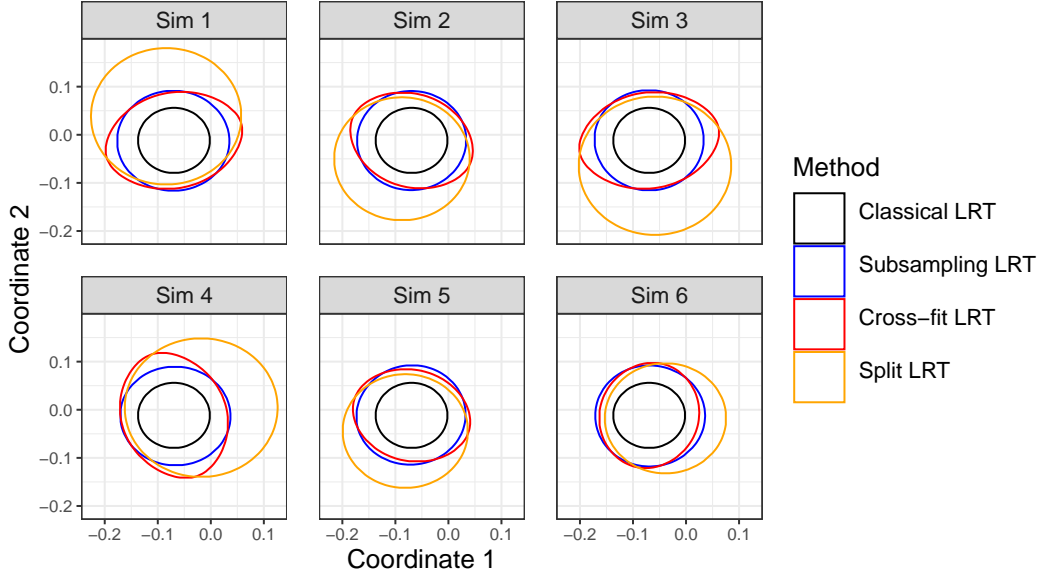 Sim 1
Sim 2
Sim 3
0.1
0.0
−0.1
−0.2
Sim 4
Sim 5
Sim 6
0.1
0.0
−0.1
−0.2
−0.2 −0.1 0.0 0.1
−0.2 −0.1 0.0 0.1
−0.2 −0.1 0.0 0.1
Coordinate 1
Coordinate 2
Method
Classical LRT
Subsampling LRT
Cross−fit LRT
Split LRT